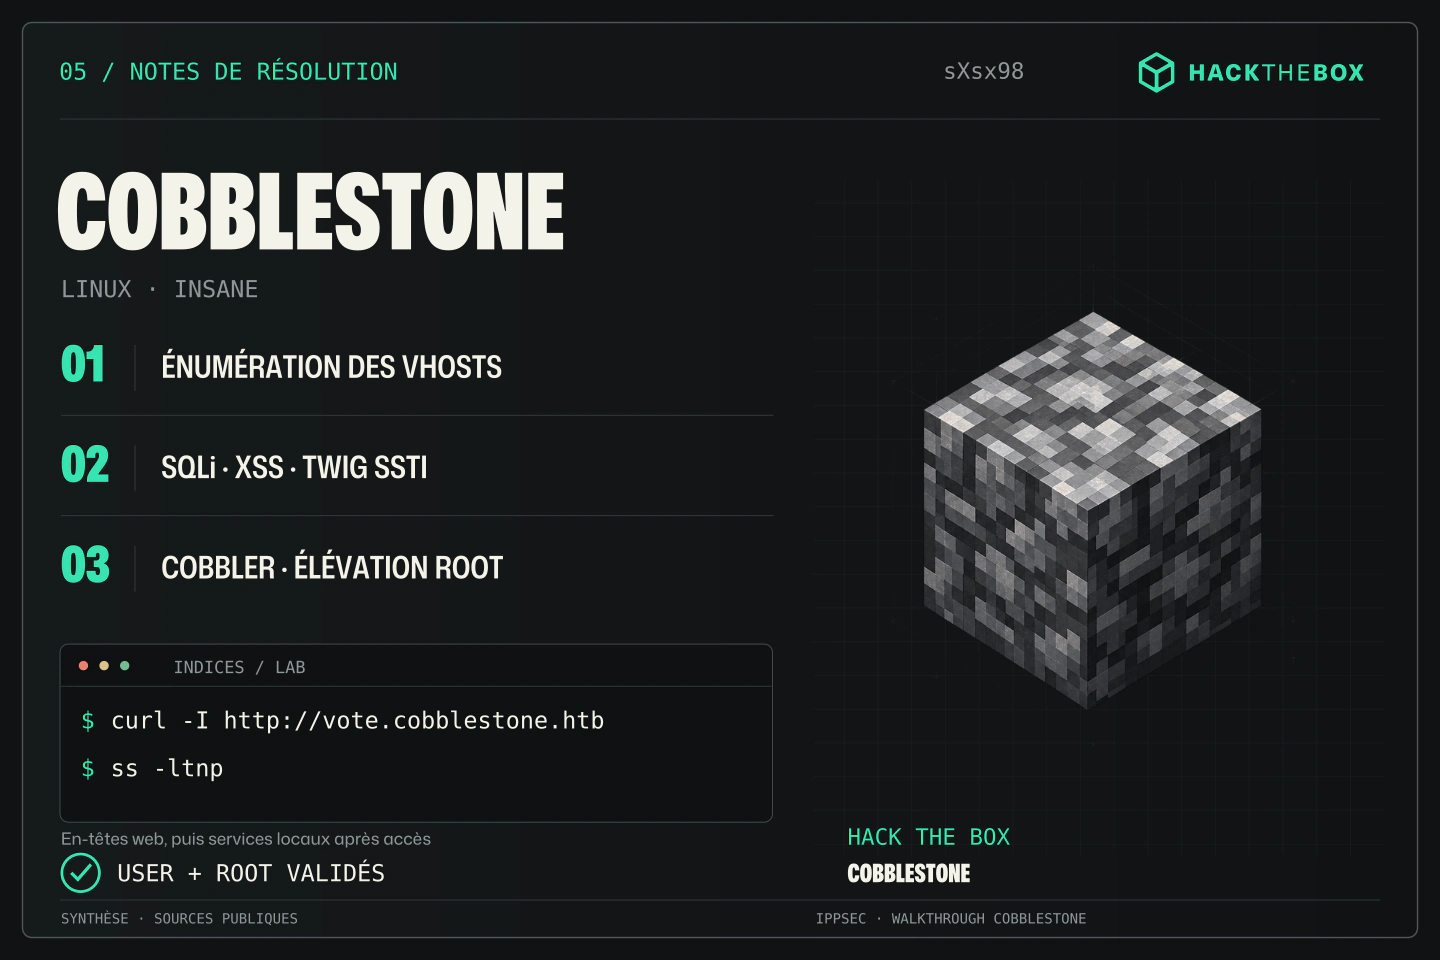 05 / NOTES DE RÉSOLUTION
sXsx98
HACKTHEBOX
COBBLESTONE
LINUX · INSANE
01 ÉNUMÉRATION DES VHOSTS
02 SQLi · XSS · TWIG SSTI
03 COBBLER · ÉLÉVATION ROOT
INDICES / LAB
$ curl -I http://vote.cobblestone.htb
$ ss -ltnp
En-têtes web, puis services locaux après accès
USER + ROOT VALIDÉS
HACK THE BOX
COBBLESTONE
SYNTHÈSE · SOURCES PUBLIQUES
IPPSEC · WALKTHROUGH COBBLESTONE